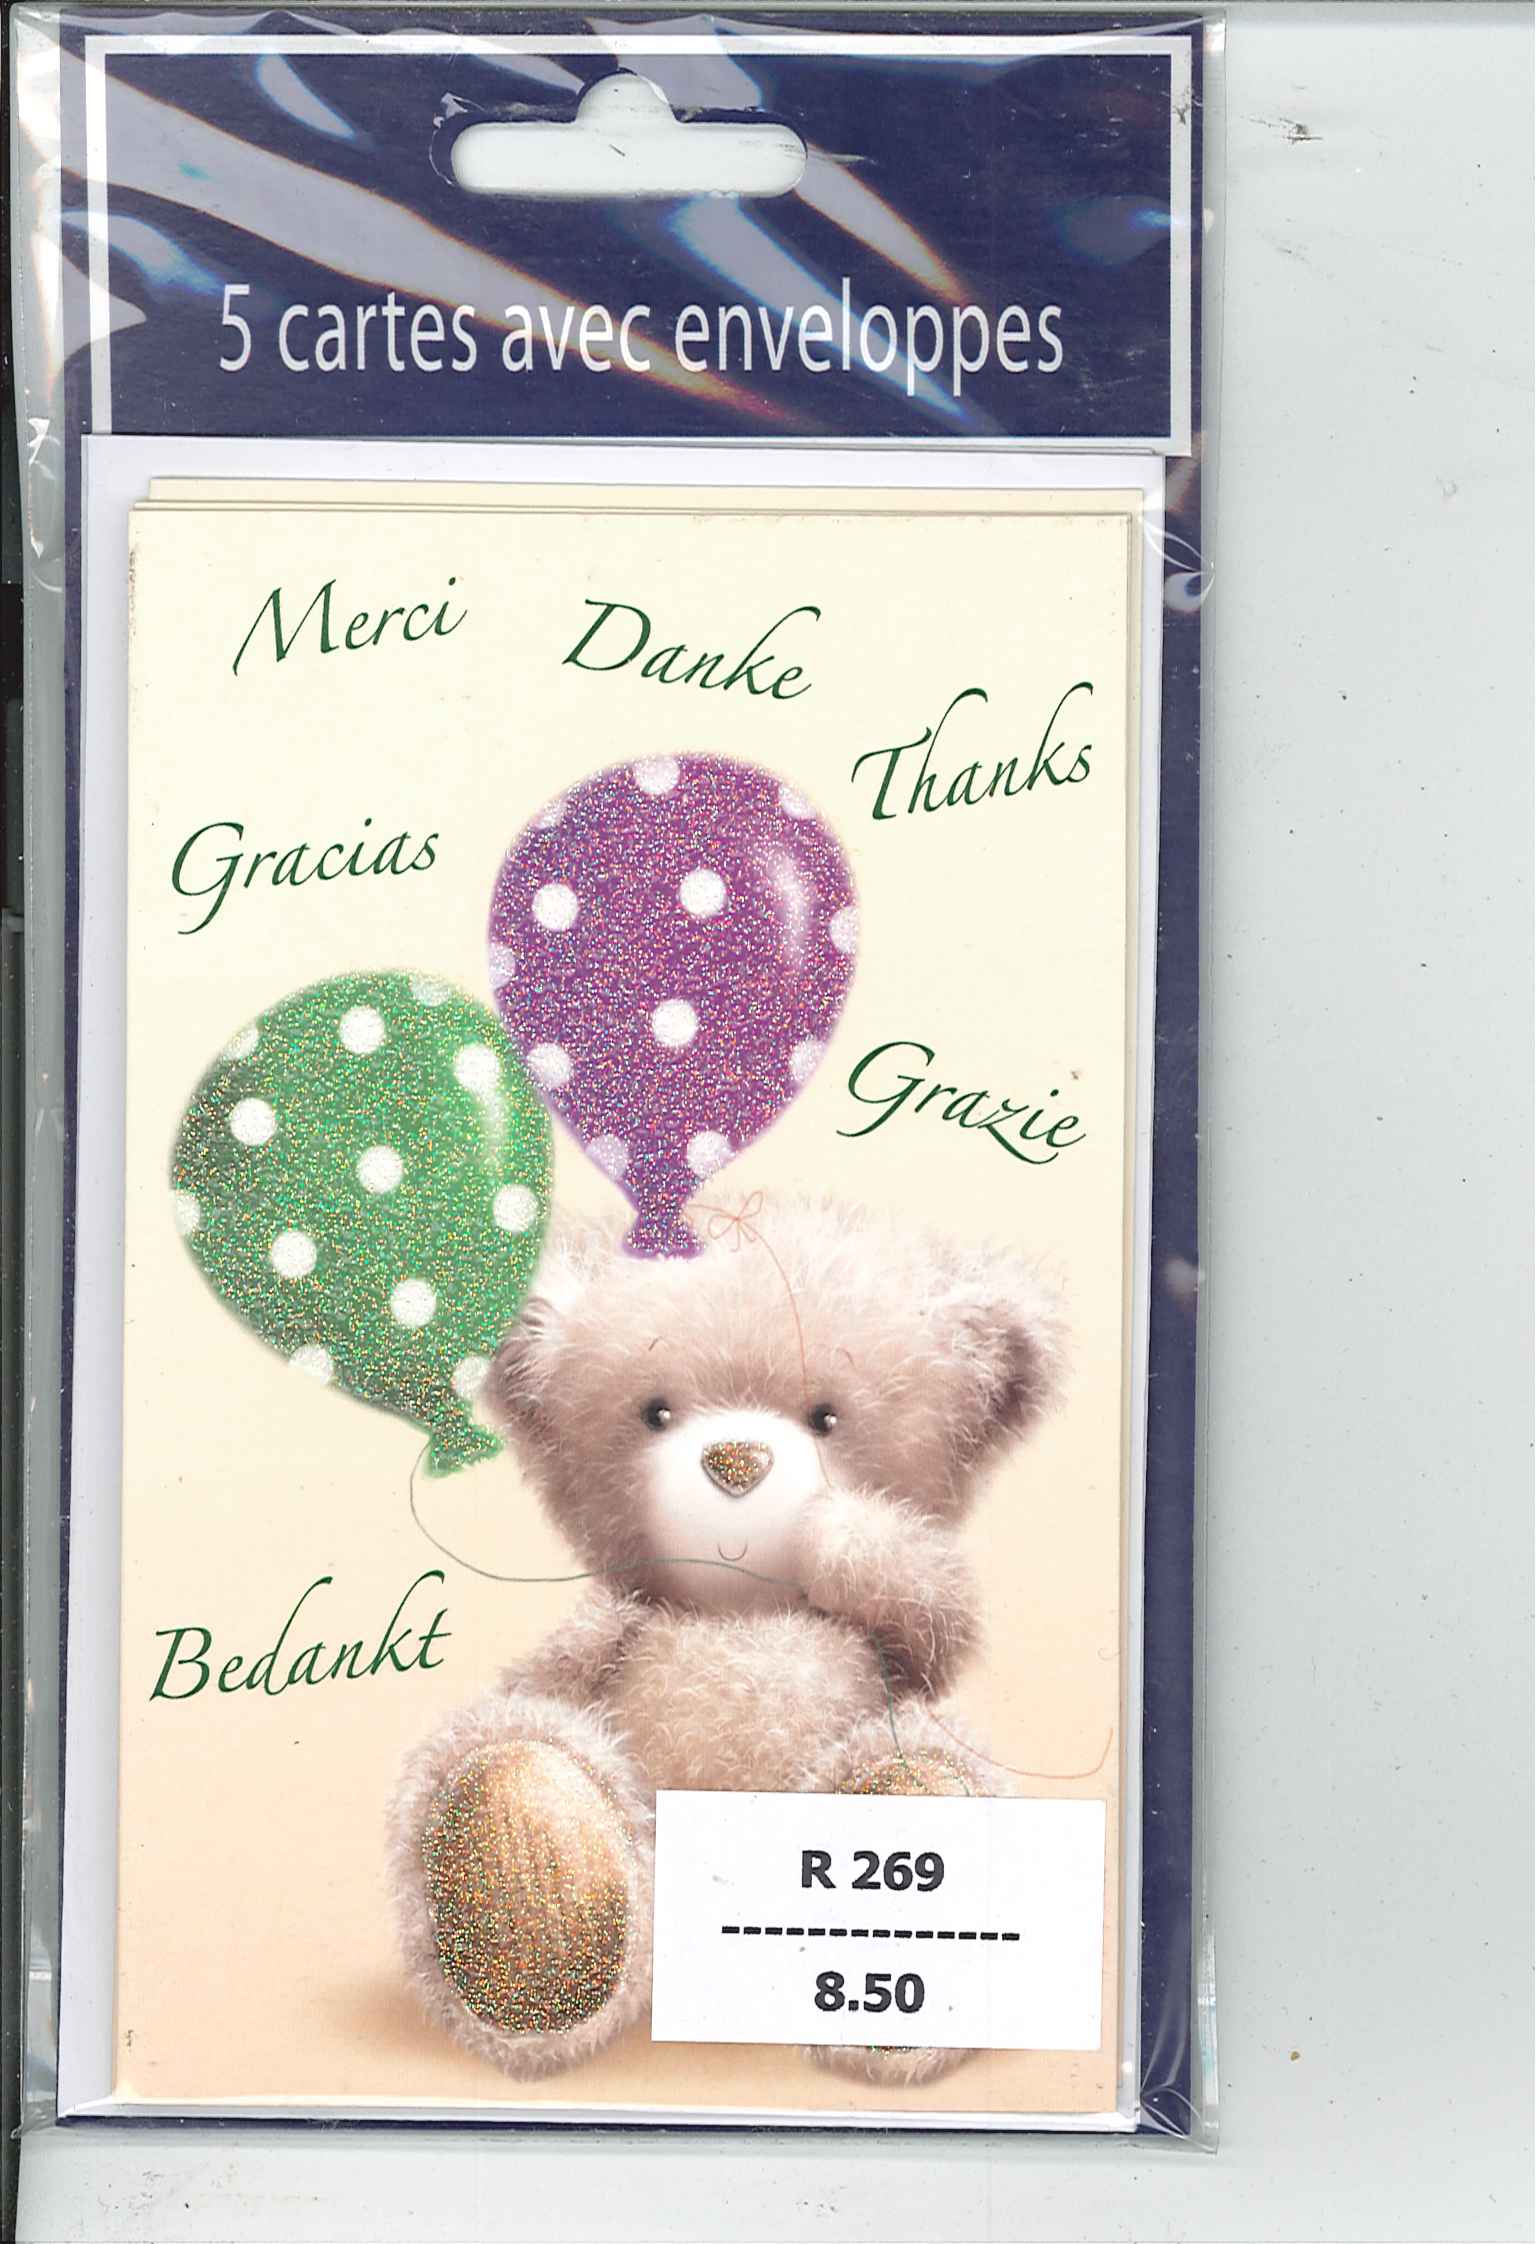 5 cartes avec enveloppes
Merci
Danke
Thanks
Gracias
Grazie
Bedankt
R 269
--------------
8.50